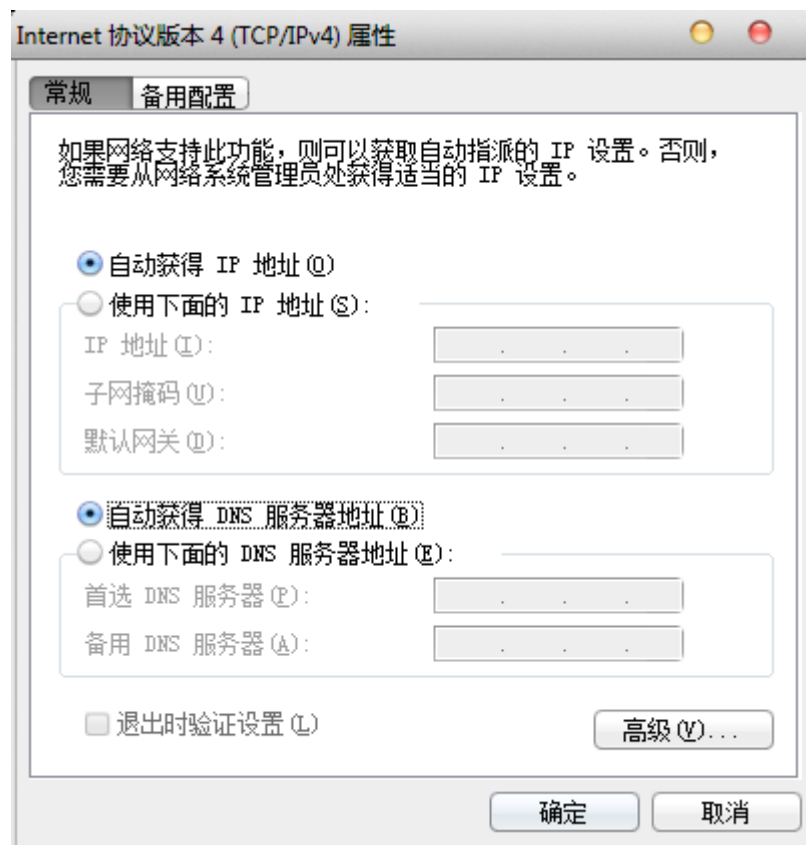 Internet 协议版本 4 (TCP/IPv4) 属性
常规 备用配置
如果网络支持此功能，则可以获取自动指派的 IP 设置。否则，
您需要从网络系统管理员处获得适当的 IP 设置。
自动获得 IP 地址(O)
使用下面的 IP 地址(S):
IP 地址(I):
子网掩码(U):
默认网关(D):
自动获得 DNS 服务器地址(B)
使用下面的 DNS 服务器地址(E):
首选 DNS 服务器(P):
备用 DNS 服务器(A):
退出时验证设置(L)
高级(V)...
确定 取消